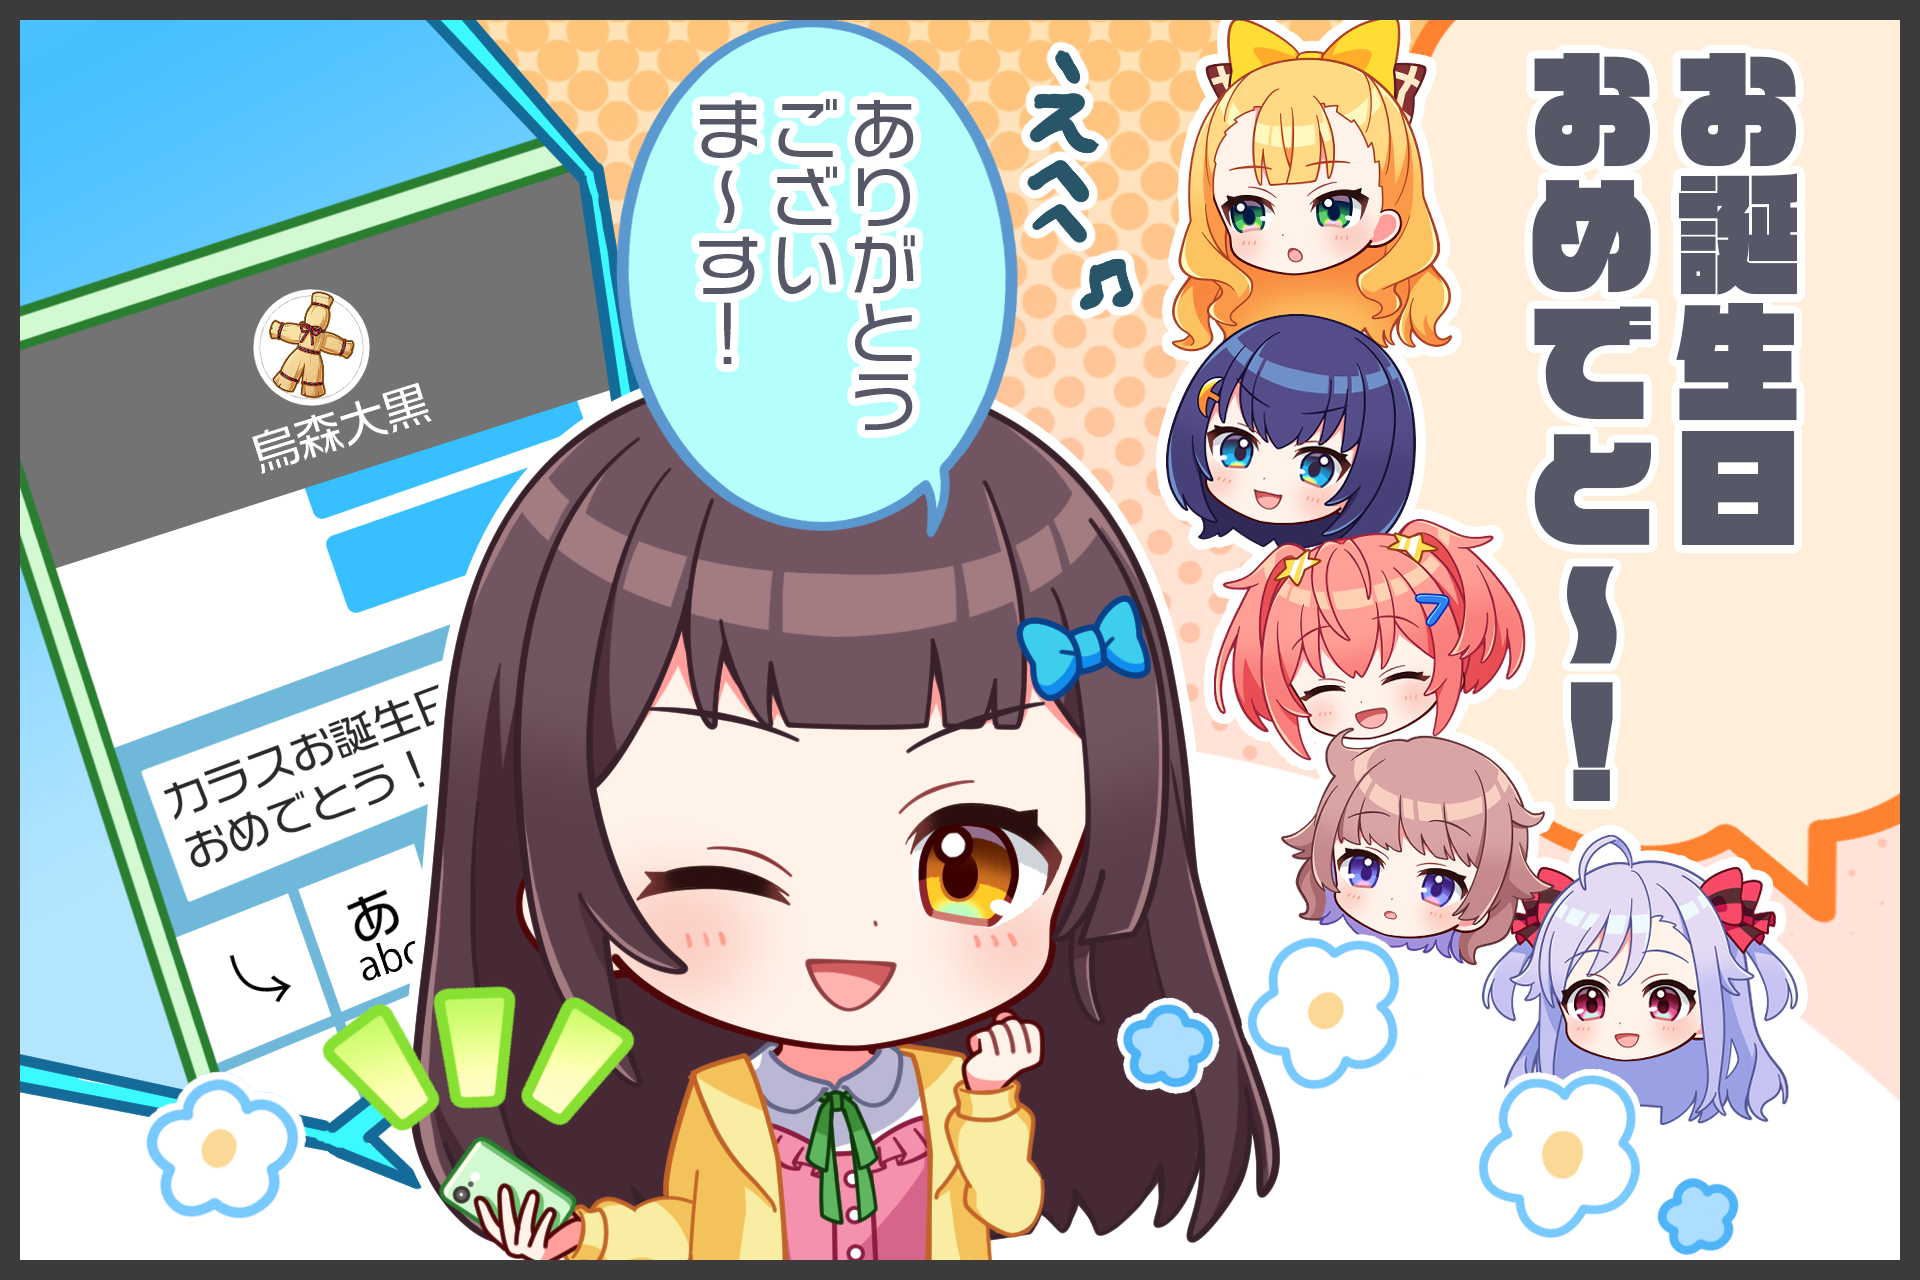 お誕生日
おめでと～！
えへへ♫
ありがとう
ござい
ま～す！
烏森大黒
カラスお誕生日
おめでとう！
あ
abc